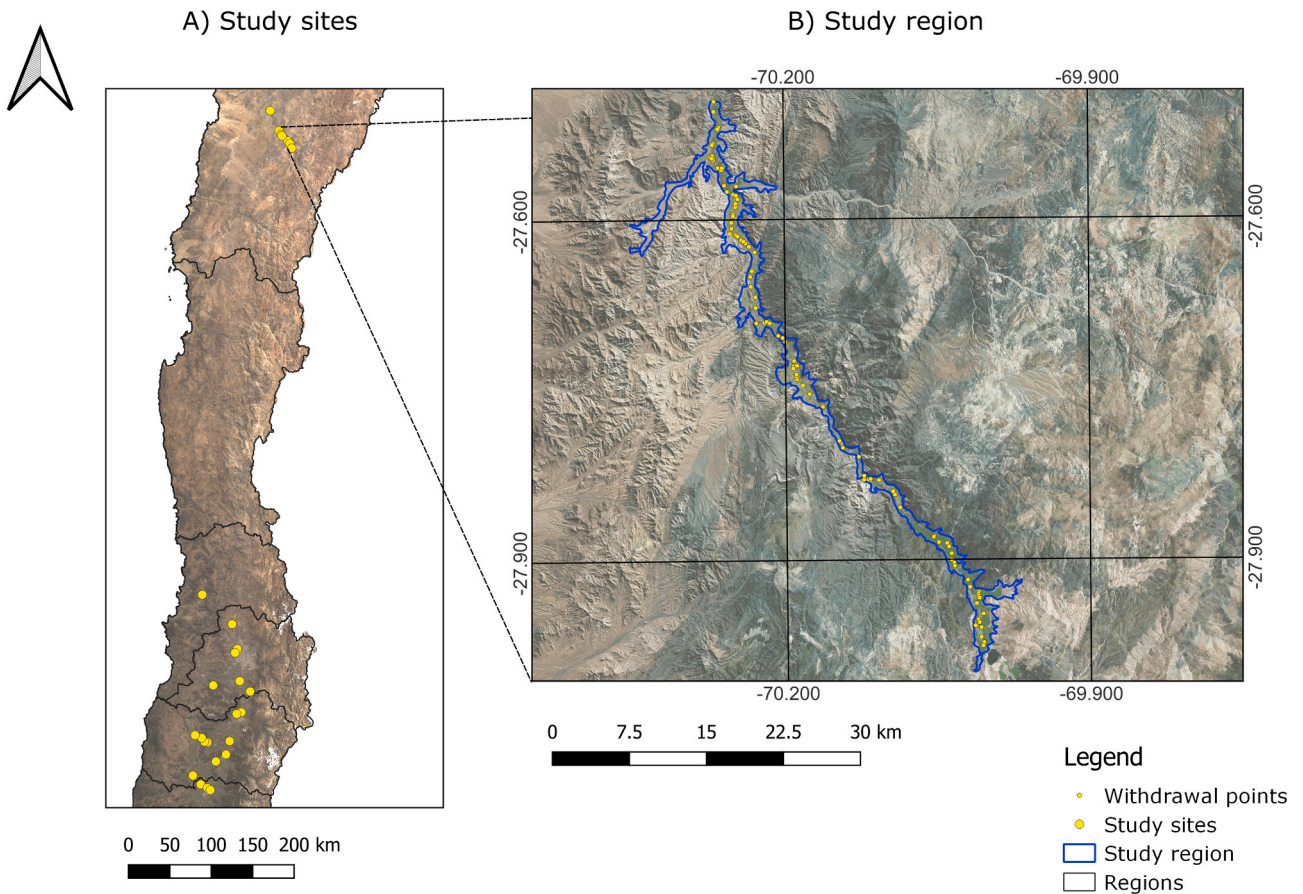 A) Study sites
B) Study region
-70.200 -69.900
-27.600 -27.600
-27.900 -27.900
-70.200 -69.900
0 7.5 15 22.5 30 km
0 50 100 150 200 km
Legend
Withdrawal points
Study sites
Study region
Regions